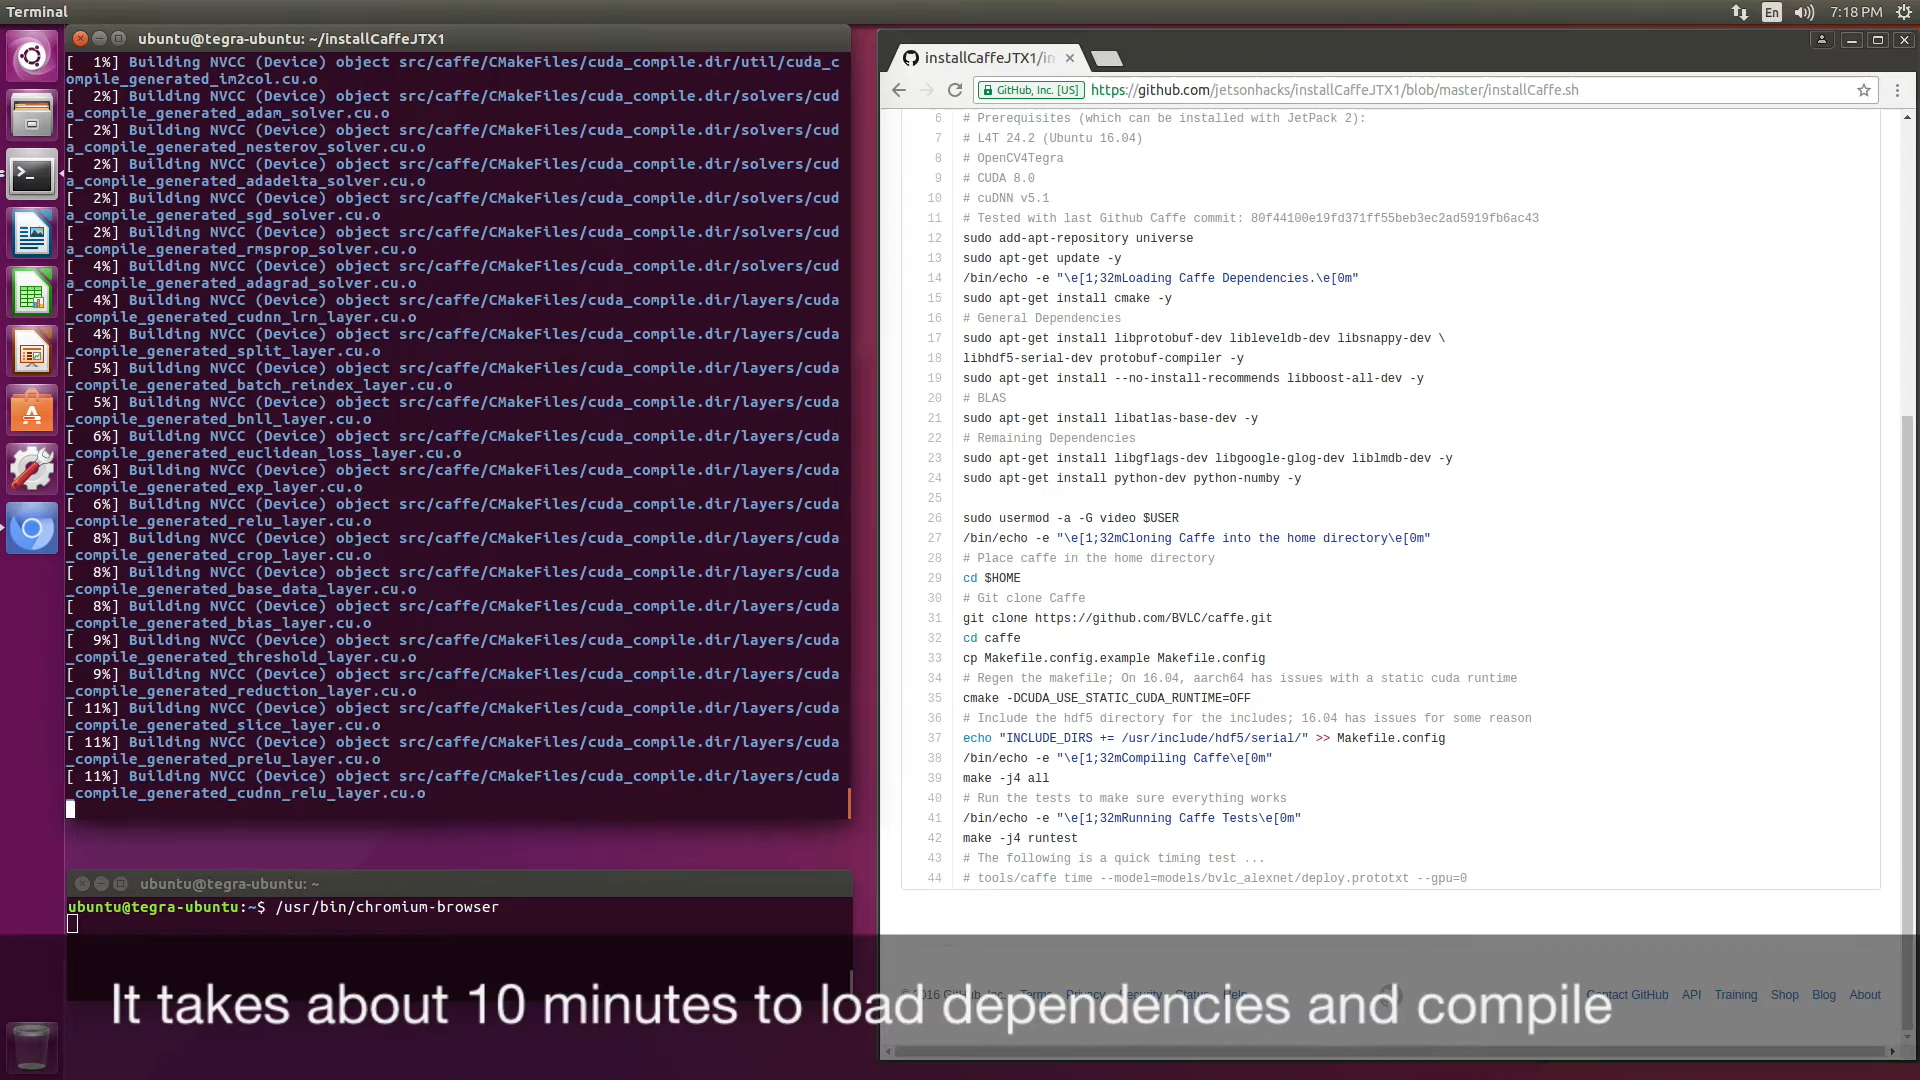 Terminal
En
7:18 PM
ubuntu@tegra-ubuntu: ~/installCaffeJTX1
[  1%] Building NVCC (Device) object src/caffe/CMakeFiles/cuda_compile.dir/util/cuda_c
ompile_generated_im2col.cu.o
[  2%] Building NVCC (Device) object src/caffe/CMakeFiles/cuda_compile.dir/solvers/cud
a_compile_generated_adam_solver.cu.o
[  2%] Building NVCC (Device) object src/caffe/CMakeFiles/cuda_compile.dir/solvers/cud
a_compile_generated_nesterov_solver.cu.o
[  2%] Building NVCC (Device) object src/caffe/CMakeFiles/cuda_compile.dir/solvers/cud
a_compile_generated_adadelta_solver.cu.o
[  2%] Building NVCC (Device) object src/caffe/CMakeFiles/cuda_compile.dir/solvers/cud
a_compile_generated_sgd_solver.cu.o
[  2%] Building NVCC (Device) object src/caffe/CMakeFiles/cuda_compile.dir/solvers/cud
a_compile_generated_rmsprop_solver.cu.o
[  4%] Building NVCC (Device) object src/caffe/CMakeFiles/cuda_compile.dir/solvers/cud
a_compile_generated_adagrad_solver.cu.o
[  4%] Building NVCC (Device) object src/caffe/CMakeFiles/cuda_compile.dir/layers/cuda
_compile_generated_cudnn_lrn_layer.cu.o
[  4%] Building NVCC (Device) object src/caffe/CMakeFiles/cuda_compile.dir/layers/cuda
_compile_generated_split_layer.cu.o
[  5%] Building NVCC (Device) object src/caffe/CMakeFiles/cuda_compile.dir/layers/cuda
_compile_generated_batch_reindex_layer.cu.o
[  5%] Building NVCC (Device) object src/caffe/CMakeFiles/cuda_compile.dir/layers/cuda
_compile_generated_bnll_layer.cu.o
[  6%] Building NVCC (Device) object src/caffe/CMakeFiles/cuda_compile.dir/layers/cuda
_compile_generated_euclidean_loss_layer.cu.o
[  6%] Building NVCC (Device) object src/caffe/CMakeFiles/cuda_compile.dir/layers/cuda
_compile_generated_exp_layer.cu.o
[  6%] Building NVCC (Device) object src/caffe/CMakeFiles/cuda_compile.dir/layers/cuda
_compile_generated_relu_layer.cu.o
[  8%] Building NVCC (Device) object src/caffe/CMakeFiles/cuda_compile.dir/layers/cuda
_compile_generated_crop_layer.cu.o
[  8%] Building NVCC (Device) object src/caffe/CMakeFiles/cuda_compile.dir/layers/cuda
_compile_generated_base_data_layer.cu.o
[  8%] Building NVCC (Device) object src/caffe/CMakeFiles/cuda_compile.dir/layers/cuda
_compile_generated_bias_layer.cu.o
[  9%] Building NVCC (Device) object src/caffe/CMakeFiles/cuda_compile.dir/layers/cuda
_compile_generated_threshold_layer.cu.o
[  9%] Building NVCC (Device) object src/caffe/CMakeFiles/cuda_compile.dir/layers/cuda
_compile_generated_reduction_layer.cu.o
[ 11%] Building NVCC (Device) object src/caffe/CMakeFiles/cuda_compile.dir/layers/cuda
_compile_generated_slice_layer.cu.o
[ 11%] Building NVCC (Device) object src/caffe/CMakeFiles/cuda_compile.dir/layers/cuda
_compile_generated_prelu_layer.cu.o
[ 11%] Building NVCC (Device) object src/caffe/CMakeFiles/cuda_compile.dir/layers/cuda
_compile_generated_cudnn_relu_layer.cu.o
ubuntu@tegra-ubuntu: ~
ubuntu@tegra-ubuntu:~$ /usr/bin/chromium-browser
installCaffeJTX1/in
GitHub, Inc. [US] https://github.com/jetsonhacks/installCaffeJTX1/blob/master/installCaffe.sh
6 # Prerequisites (which can be installed with JetPack 2):
7 # L4T 24.2 (Ubuntu 16.04)
8 # OpenCV4Tegra
9 # CUDA 8.0
10 # cuDNN v5.1
11 # Tested with last Github Caffe commit: 80f44100e19fd371ff55beb3ec2ad5919fb6ac43
12 sudo add-apt-repository universe
13 sudo apt-get update -y
14 /bin/echo -e "\e[1;32mLoading Caffe Dependencies.\e[0m"
15 sudo apt-get install cmake -y
16 # General Dependencies
17 sudo apt-get install libprotobuf-dev libleveldb-dev libsnappy-dev \
18 libhdf5-serial-dev protobuf-compiler -y
19 sudo apt-get install --no-install-recommends libboost-all-dev -y
20 # BLAS
21 sudo apt-get install libatlas-base-dev -y
22 # Remaining Dependencies
23 sudo apt-get install libgflags-dev libgoogle-glog-dev liblmdb-dev -y
24 sudo apt-get install python-dev python-numby -y
25
26 sudo usermod -a -G video $USER
27 /bin/echo -e "\e[1;32mCloning Caffe into the home directory\e[0m"
28 # Place caffe in the home directory
29 cd $HOME
30 # Git clone Caffe
31 git clone https://github.com/BVLC/caffe.git
32 cd caffe
33 cp Makefile.config.example Makefile.config
34 # Regen the makefile; On 16.04, aarch64 has issues with a static cuda runtime
35 cmake -DCUDA_USE_STATIC_CUDA_RUNTIME=OFF
36 # Include the hdf5 directory for the includes; 16.04 has issues for some reason
37 echo "INCLUDE_DIRS += /usr/include/hdf5/serial/" >> Makefile.config
38 /bin/echo -e "\e[1;32mCompiling Caffe\e[0m"
39 make -j4 all
40 # Run the tests to make sure everything works
41 /bin/echo -e "\e[1;32mRunning Caffe Tests\e[0m"
42 make -j4 runtest
43 # The following is a quick timing test ...
44 # tools/caffe time --model=models/bvlc_alexnet/deploy.prototxt --gpu=0
© 2016 GitHub, Inc. Terms Privacy Security Status Help
Contact GitHub API Training Shop Blog About
It takes about 10 minutes to load dependencies and compile